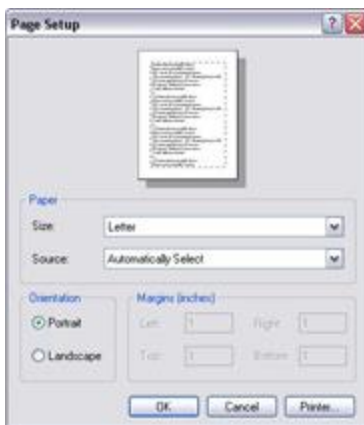 Page Setup
Paper
Size: Letter
Source: Automatically Select
Orientation
Portrait
Landscape
Margins (inches)
Left: 1 Right: 1
Top: 1 Bottom: 1
OK Cancel Printer...